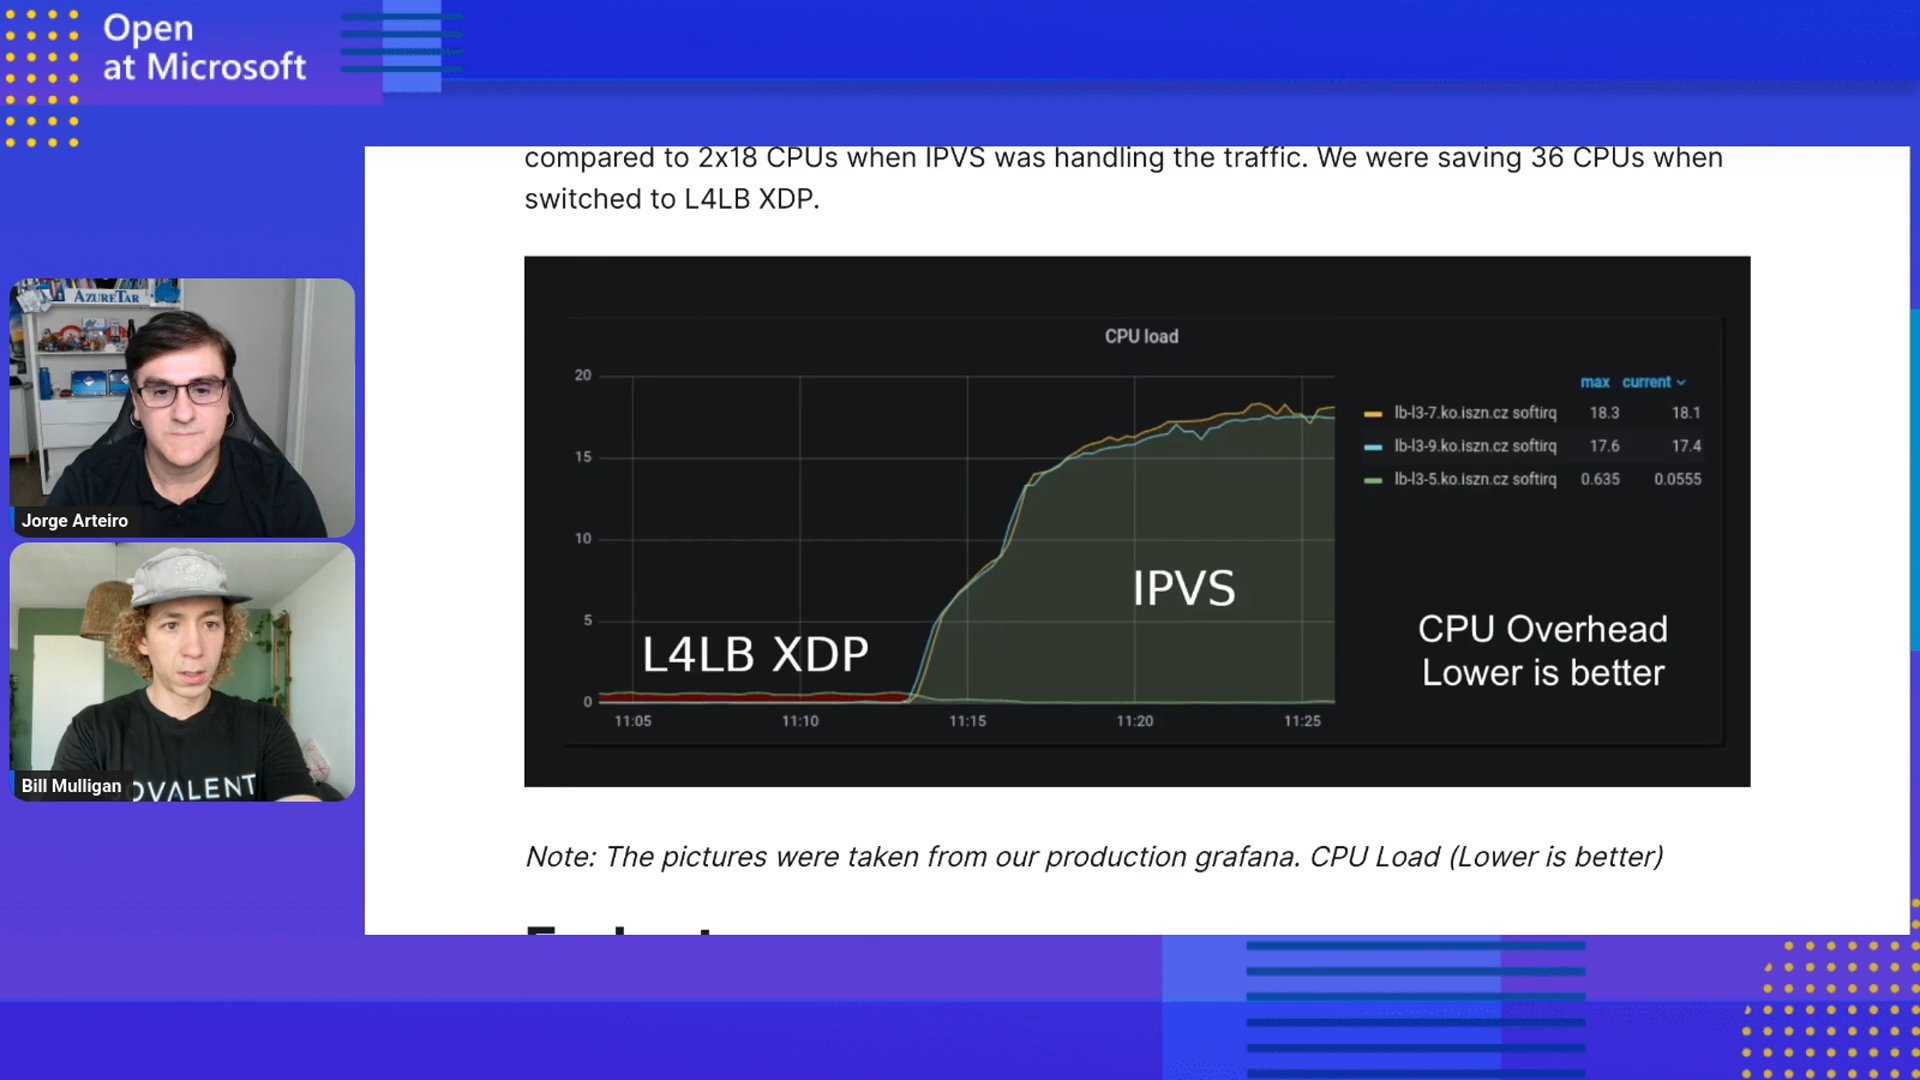 Open
at Microsoft
compared to 2x18 CPUs when IPVS was handling the traffic. We were saving 36 CPUs when
switched to L4LB XDP.
CPU load
20
15
10
5
0
11:05 11:10 11:15 11:20 11:25
max current
lb-l3-7.ko.iszn.cz softirq 18.3 18.1
lb-l3-9.ko.iszn.cz softirq 17.6 17.4
lb-l3-5.ko.iszn.cz softirq 0.635 0.0555
L4LB XDP
IPVS
CPU Overhead
Lower is better
Note: The pictures were taken from our production grafana. CPU Load (Lower is better)
AZURETAR
Jorge Arteiro
OVALENT
Bill Mulligan